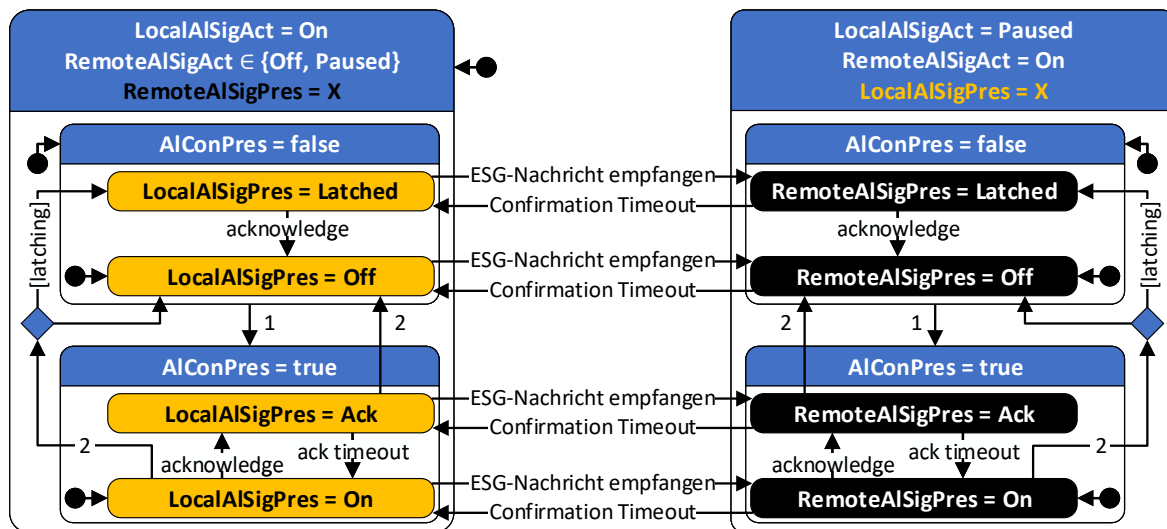 LocalAlSigAct = On
RemoteAlSigAct ∈ {Off, Paused}
RemoteAlSigPres = X
LocalAlSigAct = Paused
RemoteAlSigAct = On
LocalAlSigPres = X
AlConPres = false
AlConPres = false
LocalAlSigPres = Latched
ESG-Nachricht empfangen
Confirmation Timeout
RemoteAlSigPres = Latched
[latching]
acknowledge
acknowledge
[latching]
LocalAlSigPres = Off
ESG-Nachricht empfangen
Confirmation Timeout
RemoteAlSigPres = Off
1
2
2
1
AlConPres = true
AlConPres = true
LocalAlSigPres = Ack
ESG-Nachricht empfangen
Confirmation Timeout
RemoteAlSigPres = Ack
2
acknowledge
ack timeout
acknowledge
ack timeout
2
LocalAlSigPres = On
ESG-Nachricht empfangen
Confirmation Timeout
RemoteAlSigPres = On